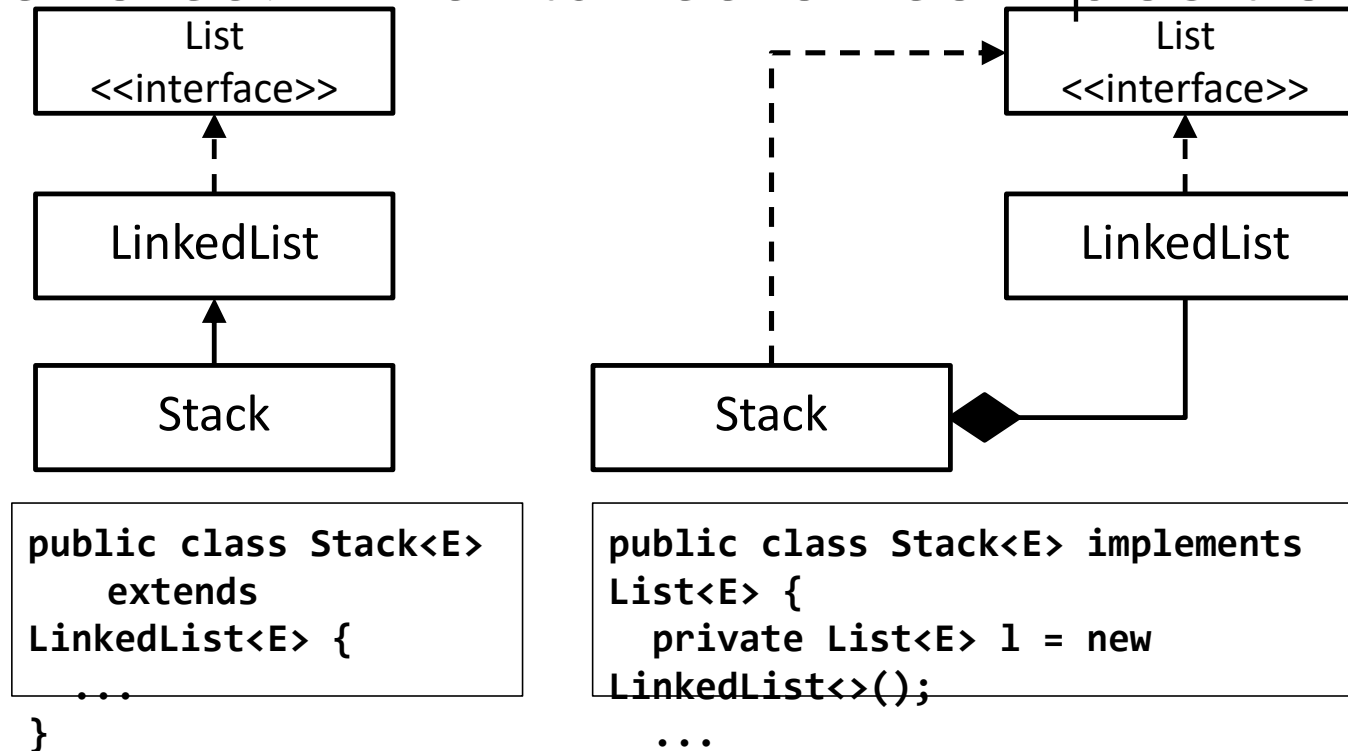 List
<<interface>>
LinkedList
Stack
public class Stack<E>
extends
LinkedList<E> {
...
}
List
<<interface>>
LinkedList
Stack
public class Stack<E> implements
List<E> {
private List<E> l = new
LinkedList<>();
...